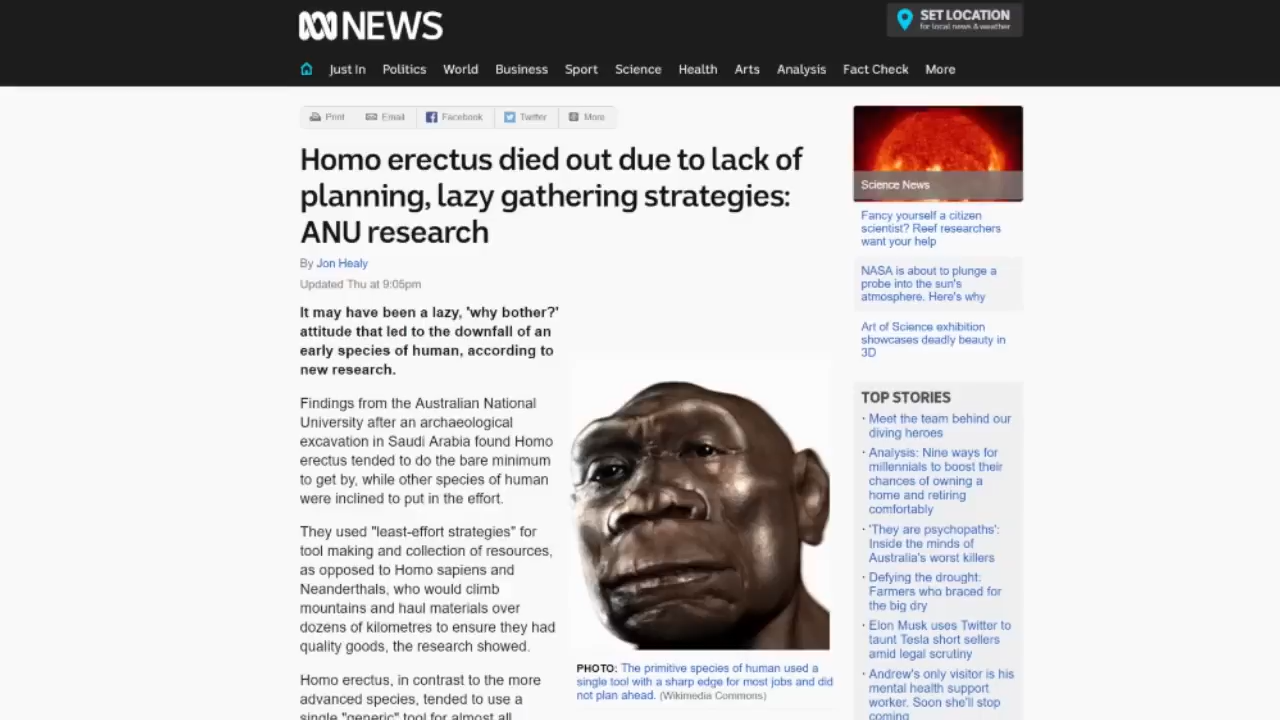 NEWS
SET LOCATION
for local news & weather
Just In Politics World Business Sport Science Health Arts Analysis Fact Check More
Print Email Facebook Twitter More
Homo erectus died out due to lack of
planning, lazy gathering strategies:
ANU research
By Jon Healy
Updated Thu at 9:05pm
It may have been a lazy, 'why bother?'
attitude that led to the downfall of an
early species of human, according to
new research.
Findings from the Australian National
University after an archaeological
excavation in Saudi Arabia found Homo
erectus tended to do the bare minimum
to get by, while other species of human
were inclined to put in the effort.
They used "least-effort strategies" for
tool making and collection of resources,
as opposed to Homo sapiens and
Neanderthals, who would climb
mountains and haul materials over
dozens of kilometres to ensure they had
quality goods, the research showed.
Homo erectus, in contrast to the more
advanced species, tended to use a
single "generic" tool for almost all
PHOTO: The primitive species of human used a
single tool with a sharp edge for most jobs and did
not plan ahead. (Wikimedia Commons)
Science News
Fancy yourself a citizen
scientist? Reef researchers
want your help
NASA is about to plunge a
probe into the sun's
atmosphere. Here's why
Art of Science exhibition
showcases deadly beauty in
3D
TOP STORIES
· Meet the team behind our
diving heroes
· Analysis: Nine ways for
millennials to boost their
chances of owning a
home and retiring
comfortably
· 'They are psychopaths':
Inside the minds of
Australia's worst killers
· Defying the drought:
Farmers who braced for
the big dry
· Elon Musk uses Twitter to
taunt Tesla short sellers
amid legal scrutiny
· Andrew's only visitor is his
mental health support
worker. Soon she'll stop
coming